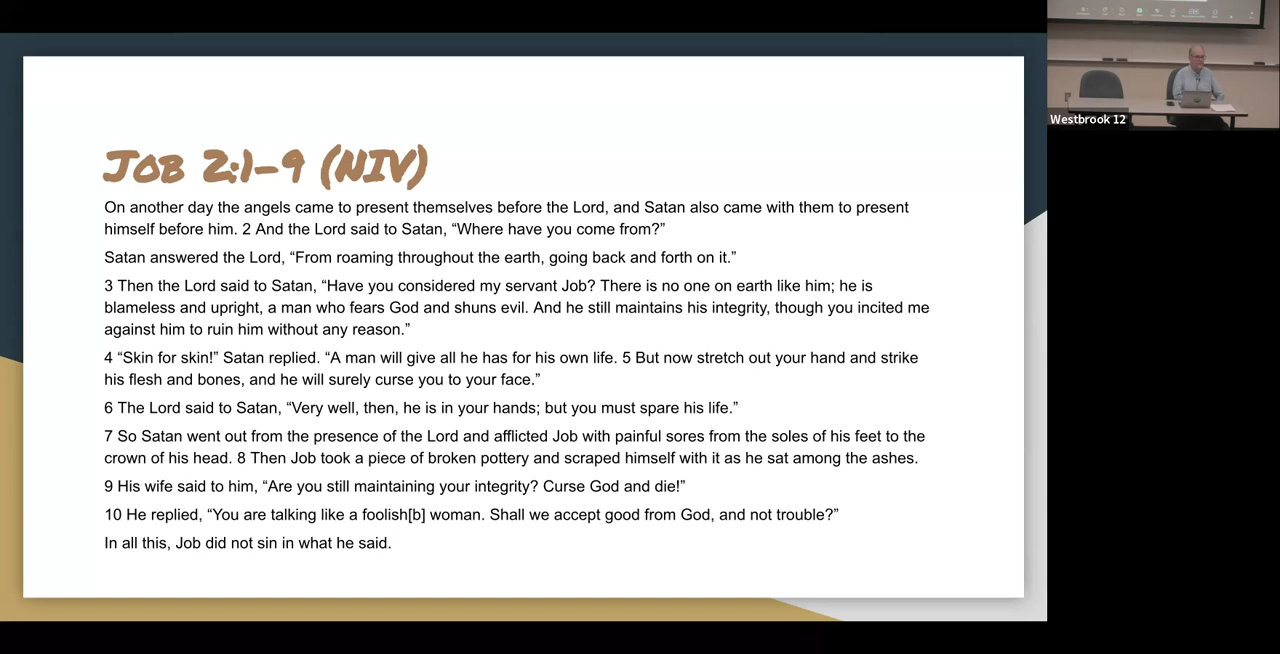 Job 2:1-9 (NIV)
On another day the angels came to present themselves before the Lord, and Satan also came with them to present
himself before him. 2 And the Lord said to Satan, “Where have you come from?”
Satan answered the Lord, “From roaming throughout the earth, going back and forth on it.”
3 Then the Lord said to Satan, “Have you considered my servant Job? There is no one on earth like him; he is
blameless and upright, a man who fears God and shuns evil. And he still maintains his integrity, though you incited me
against him to ruin him without any reason.”
4 “Skin for skin!” Satan replied. “A man will give all he has for his own life. 5 But now stretch out your hand and strike
his flesh and bones, and he will surely curse you to your face.”
6 The Lord said to Satan, “Very well, then, he is in your hands; but you must spare his life.”
7 So Satan went out from the presence of the Lord and afflicted Job with painful sores from the soles of his feet to the
crown of his head. 8 Then Job took a piece of broken pottery and scraped himself with it as he sat among the ashes.
9 His wife said to him, “Are you still maintaining your integrity? Curse God and die!”
10 He replied, “You are talking like a foolish[b] woman. Shall we accept good from God, and not trouble?”
In all this, Job did not sin in what he said.
Westbrook 12